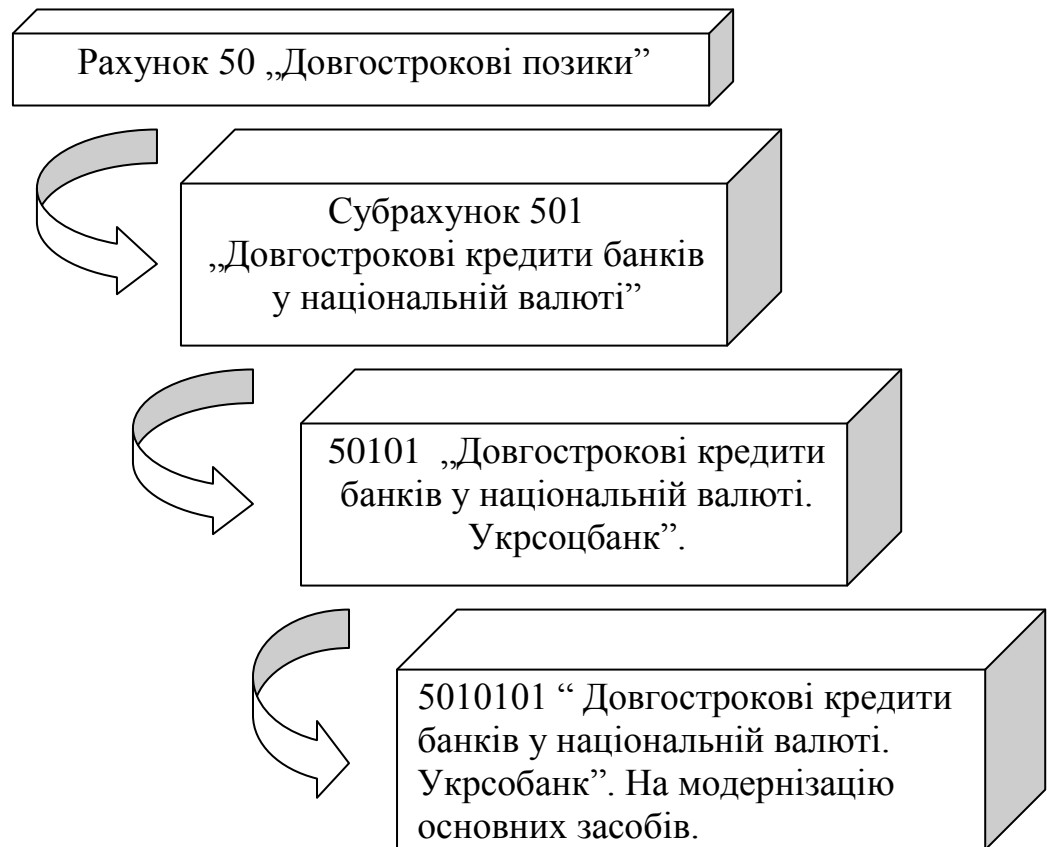 Рахунок 50 „Довгострокові позики”
Субрахунок 501
„Довгострокові кредити банків
у національній валюті”
50101 „Довгострокові кредити
банків у національній валюті.
Укрсоцбанк”.
5010101 “ Довгострокові кредити
банків у національній валюті.
Укрсобанк”. На модернізацію
основних засобів.